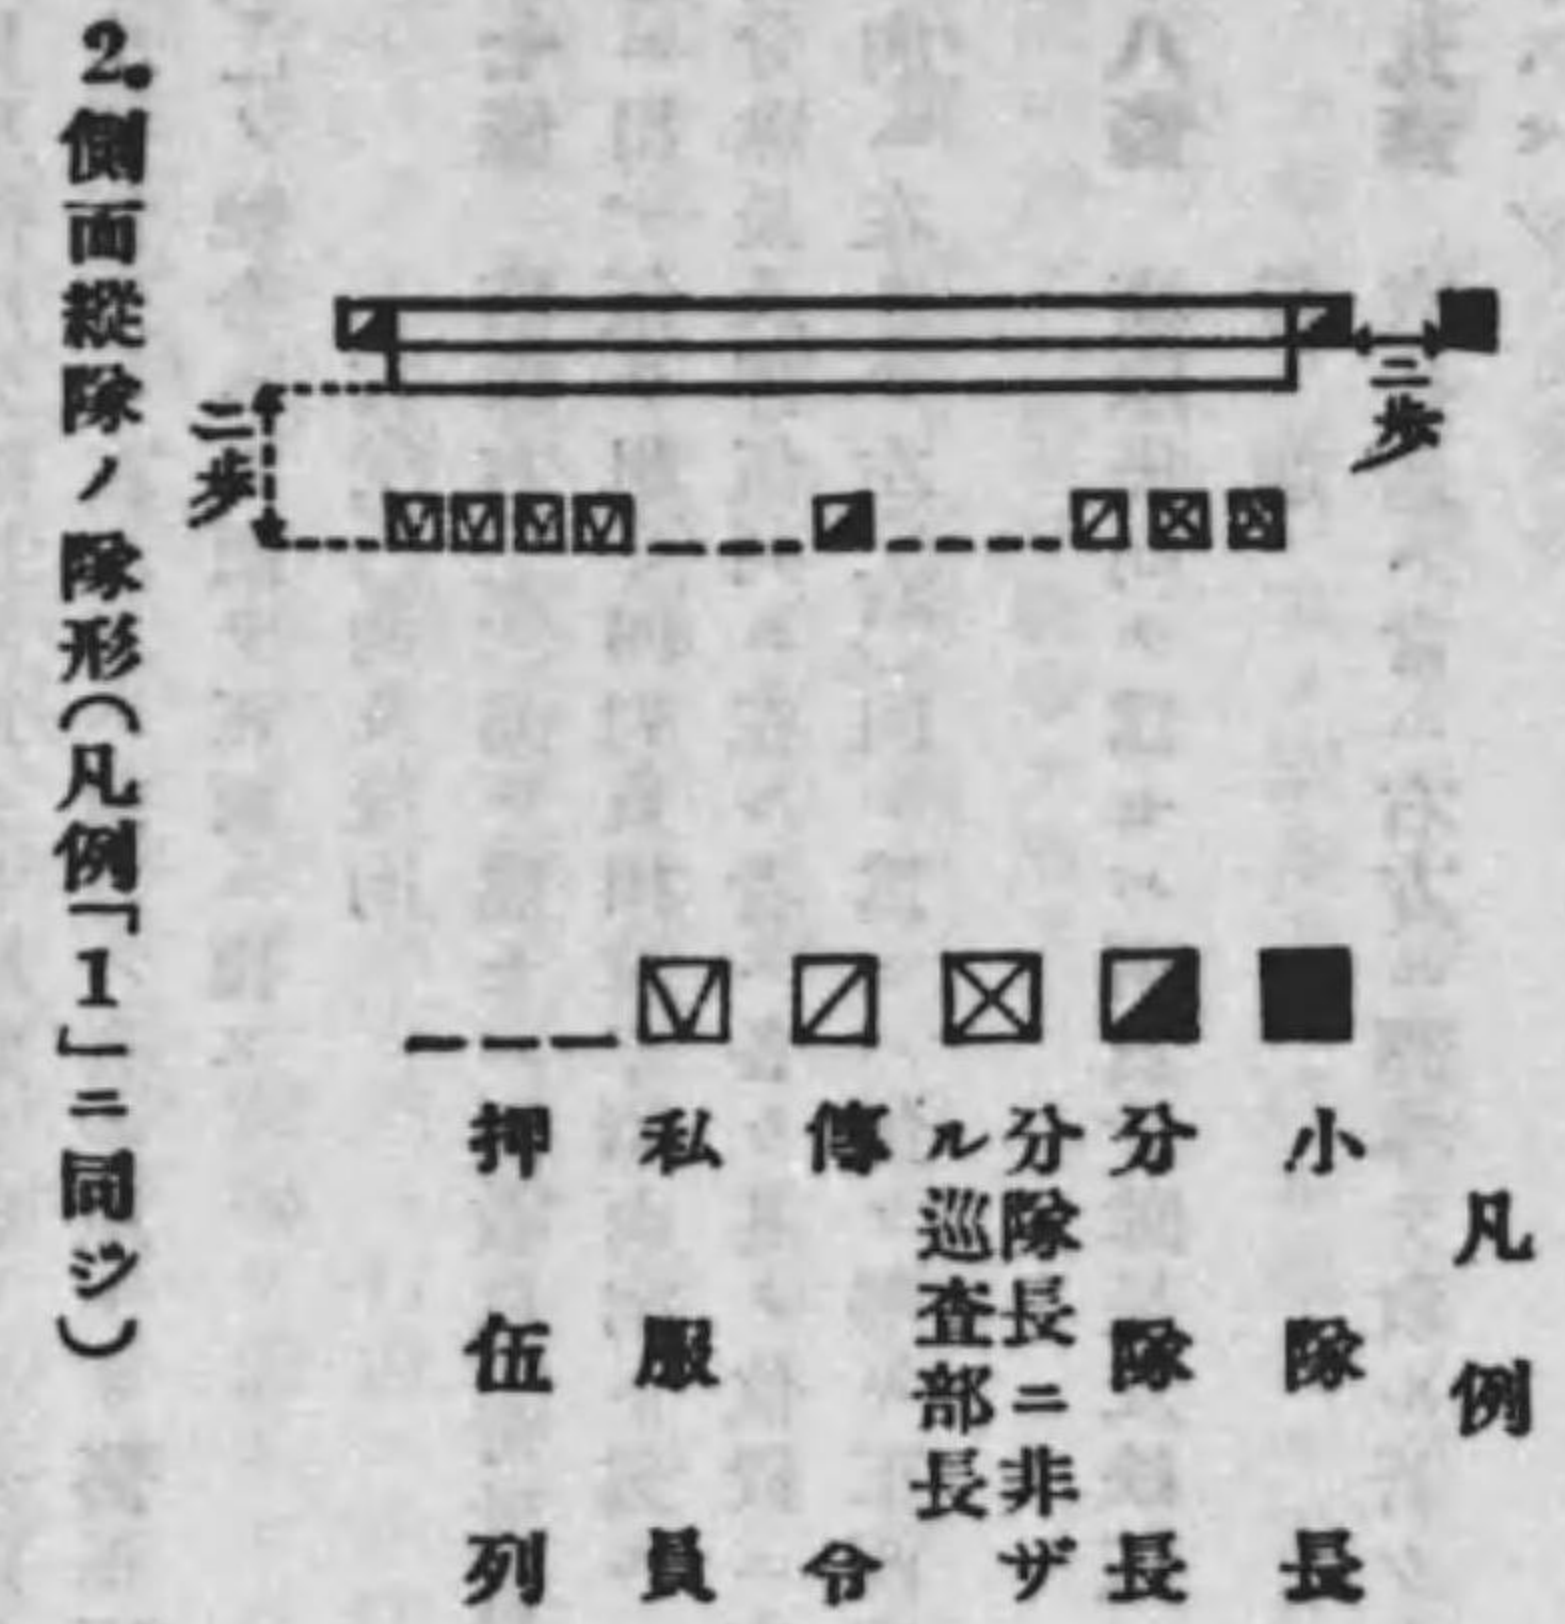 二歩
二歩
凡例
小隊長
分隊長
分隊長ニ非ザ
ル巡査部長
傳令
私服員
押伍列
2.側面縱隊ノ隊形(凡例「1」ニ同ジ)